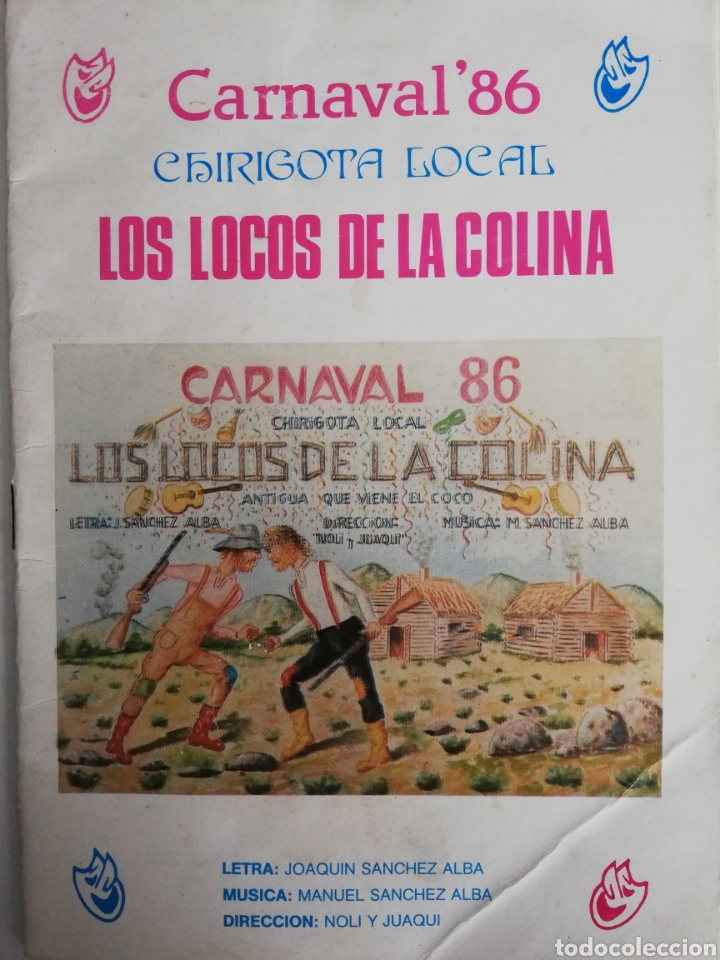 Carnaval'86
CHIRIGOTA LOCAL
LOS LOCOS DE LA COLINA
CARNAVAL 86
CHIRIGOTA LOCAL
"LOS LOCOS DE LA COLINA"
ANTIGUA QUE VIENE EL COCO
LETRA: J. SANCHEZ ALBA DIRECCION: MUSICA: M. SANCHEZ ALBA
"NOLI y JUAQUI"
LETRA: JOAQUIN SANCHEZ ALBA
MUSICA: MANUEL SANCHEZ ALBA
DIRECCION: NOLI Y JUAQUI
todocoleccion